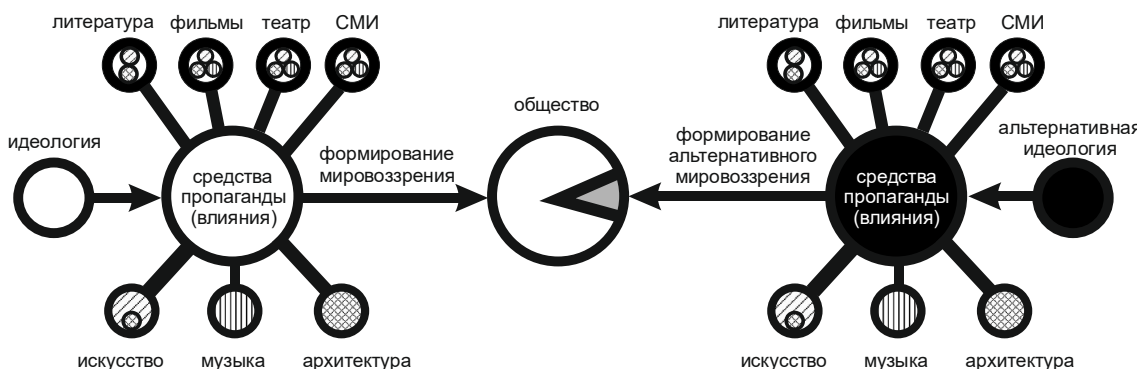 литература
фильмы
театр
СМИ
идеология
средства
пропаганды
(влияния)
формирование
мировоззрения
искусство
музыка
архитектура
общество
литература
фильмы
театр
СМИ
формирование
альтернативного
мировоззрения
средства
пропаганды
(влияния)
альтернативная
идеология
искусство
музыка
архитектура